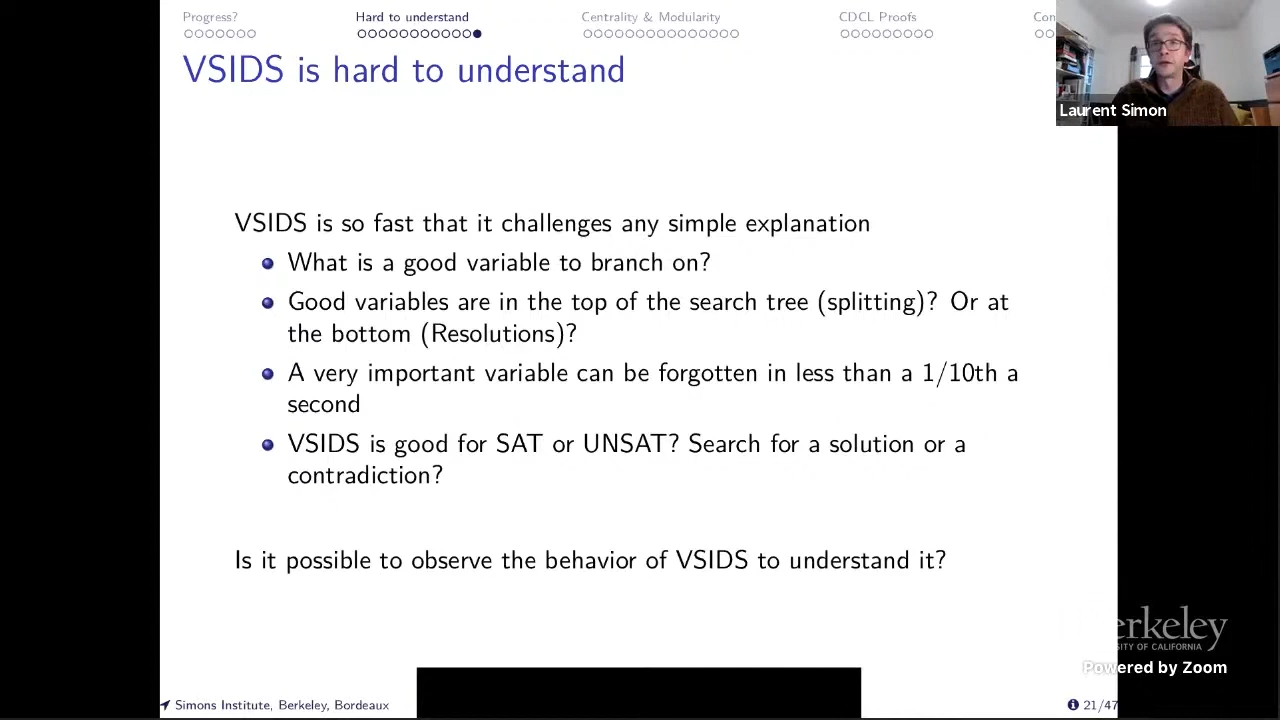 Progress?
Hard to understand
Centrality & Modularity
CDCL Proofs
VSIDS is hard to understand
Laurent Simon
VSIDS is so fast that it challenges any simple explanation
What is a good variable to branch on?
Good variables are in the top of the search tree (splitting)? Or at
the bottom (Resolutions)?
A very important variable can be forgotten in less than a 1/10th a
second
VSIDS is good for SAT or UNSAT? Search for a solution or a
contradiction?
Is it possible to observe the behavior of VSIDS to understand it?
OF CALIFORNIA
Powered by Zoom
Simons Institute, Berkeley, Bordeaux
21/47